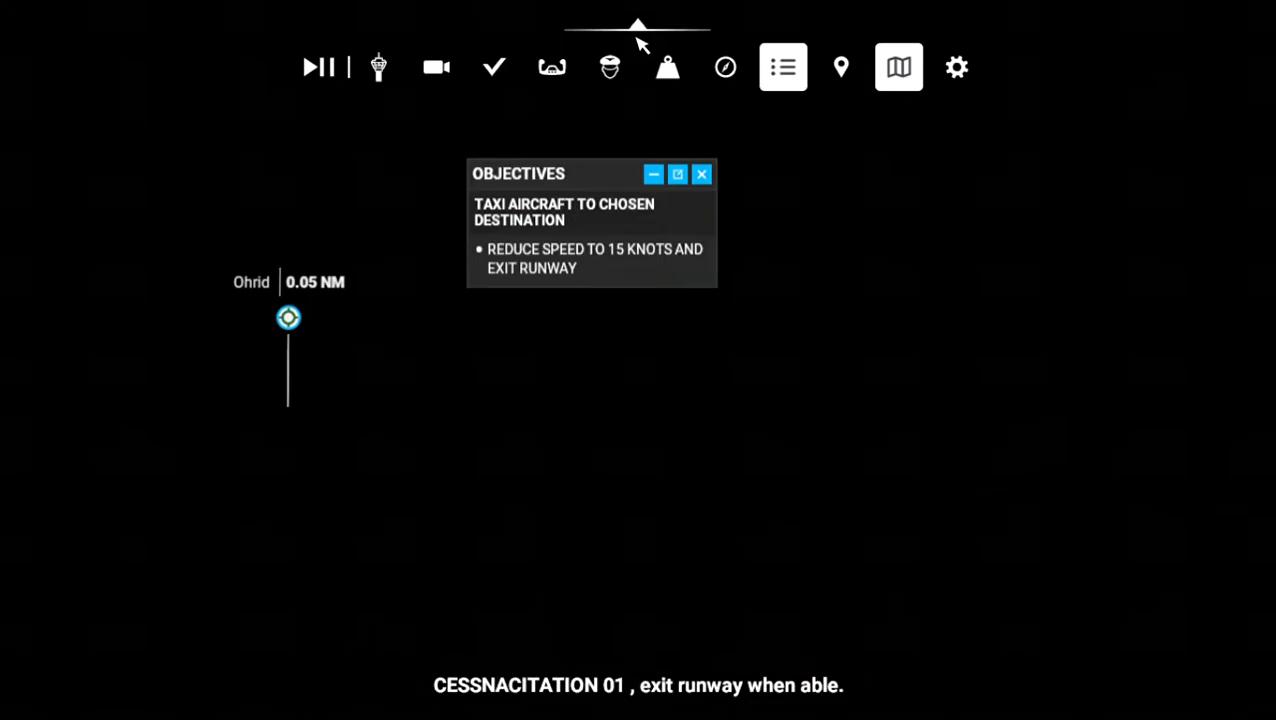 OBJECTIVES
TAXI AIRCRAFT TO CHOSEN
DESTINATION
• REDUCE SPEED TO 15 KNOTS AND
EXIT RUNWAY
Ohrid 0.05 NM
CESSNACITATION 01 , exit runway when able.